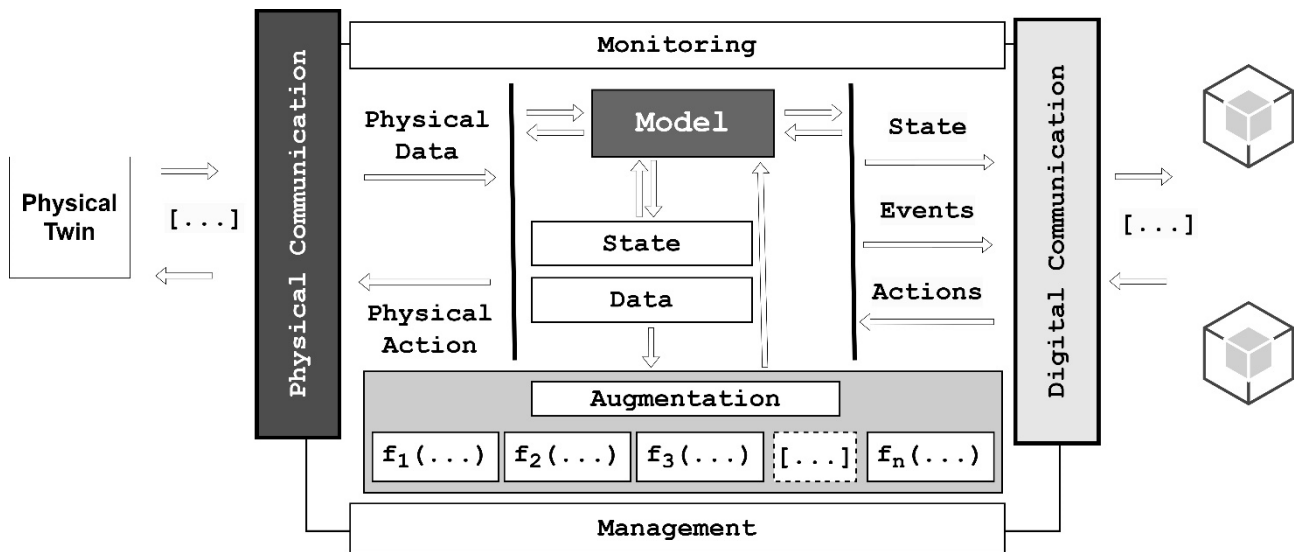 Monitoring
Physical Communication
Physical
Data
Model
State
Digital Communication
Physical
Twin
[...]
Events
[...]
State
Data
Actions
Physical
Action
Augmentation
f1(...)
f2(...)
f3(...)
[...]
fn(...)
Management